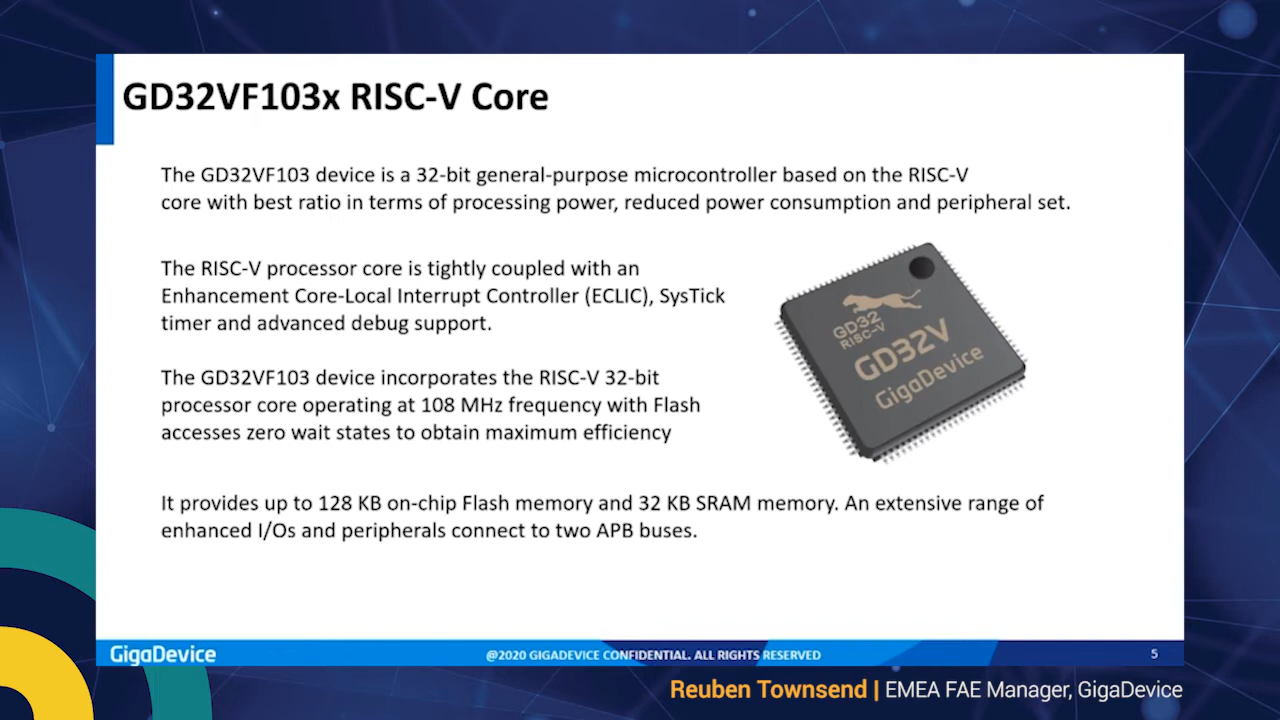 GD32VF103x RISC-V Core
The GD32VF103 device is a 32-bit general-purpose microcontroller based on the RISC-V
core with best ratio in terms of processing power, reduced power consumption and peripheral set.
The RISC-V processor core is tightly coupled with an
Enhancement Core-Local Interrupt Controller (ECLIC), SysTick
timer and advanced debug support.
The GD32VF103 device incorporates the RISC-V 32-bit
processor core operating at 108 MHz frequency with Flash
accesses zero wait states to obtain maximum efficiency
GD32
RISC-V
GD32V
GigaDevice
It provides up to 128 KB on-chip Flash memory and 32 KB SRAM memory. An extensive range of
enhanced I/Os and peripherals connect to two APB buses.
GigaDevice
@2020 GIGADEVICE CONFIDENTIAL. ALL RIGHTS RESERVED
5
Reuben Townsend | EMEA FAE Manager, GigaDevice